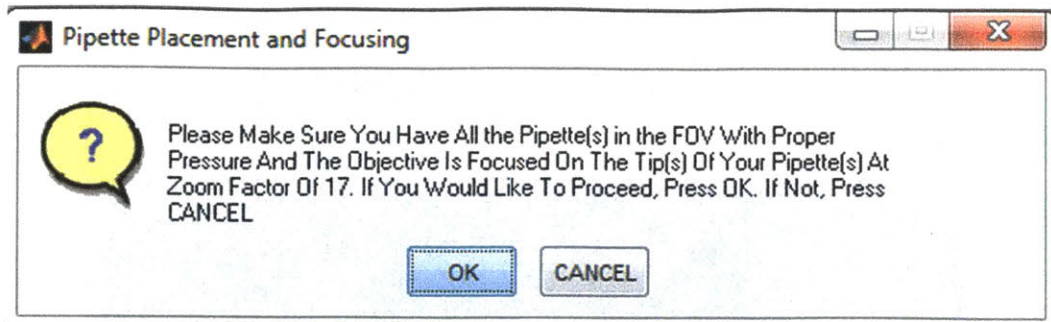 Pipette Placement and Focusing
?
Please Make Sure You Have All the Pipette(s) in the FOV With Proper
Pressure And The Objective Is Focused On The Tip(s) Of Your Pipette(s) At
Zoom Factor Of 17. If You Would Like To Proceed, Press OK. If Not, Press
CANCEL
OK CANCEL